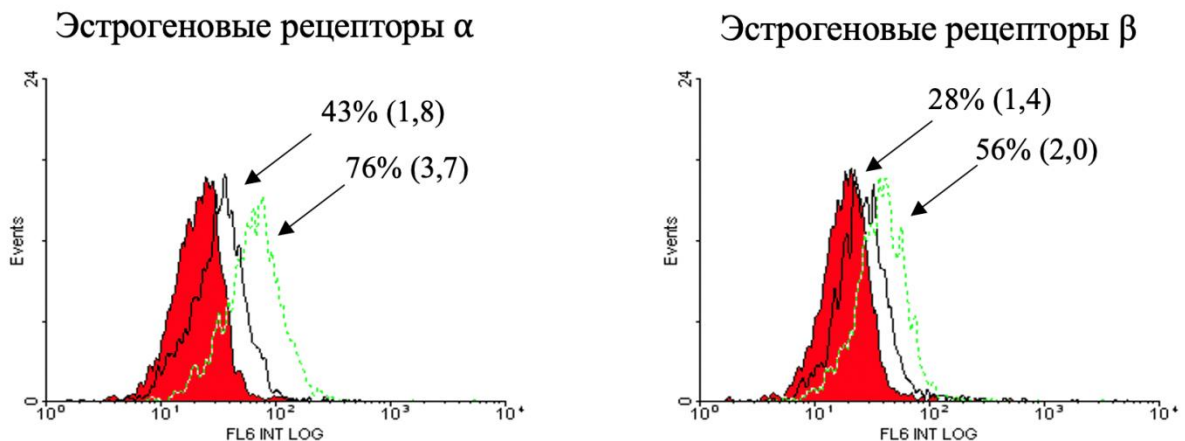 Эстрогеновые рецепторы α
24
43% (1,8)
76% (3,7)
Events
0
10⁰ 10¹ 10² 10³ 10⁴
FL6 INT LOG
Эстрогеновые рецепторы β
24
28% (1,4)
56% (2,0)
Events
0
10⁰ 10¹ 10² 10³ 10⁴
FL6 INT LOG